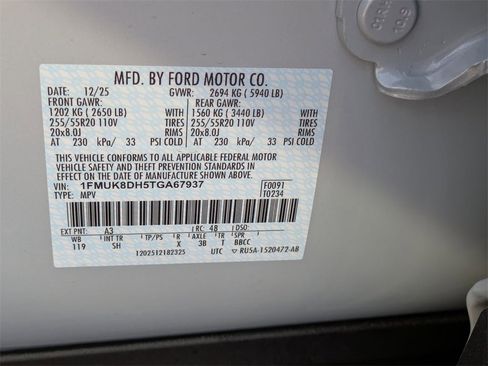 MFD. BY FORD MOTOR CO.
DATE: 12/25 GVWR: 2694 KG ( 5940 LB)
FRONT GAWR: REAR GAWR:
1202 KG ( 2650 LB) WITH 1560 KG ( 3440 LB) WITH
255/55R20 110V TIRES 255/55R20 110V TIRES
20x8.0J RIMS 20x8.0J RIMS
AT 230 kPa/ 33 PSI COLD AT 230 kPa/ 33 PSI COLD
THIS VEHICLE CONFORMS TO ALL APPLICABLE FEDERAL MOTOR
VEHICLE SAFETY AND THEFT PREVENTION STANDARDS IN
EFFECT ON THE DATE OF MANUFACTURE SHOWN ABOVE.
VIN: 1FMUK8DH5TGA67937 F0091
TYPE: MPV T0234
EXT PNT: A3 RC: 48 DSO:
WB INT TR TP/PS R AXLE TR SPR
119 SH X 3B T BBCC
1202512182325 UTC RU5A-1520472-AB